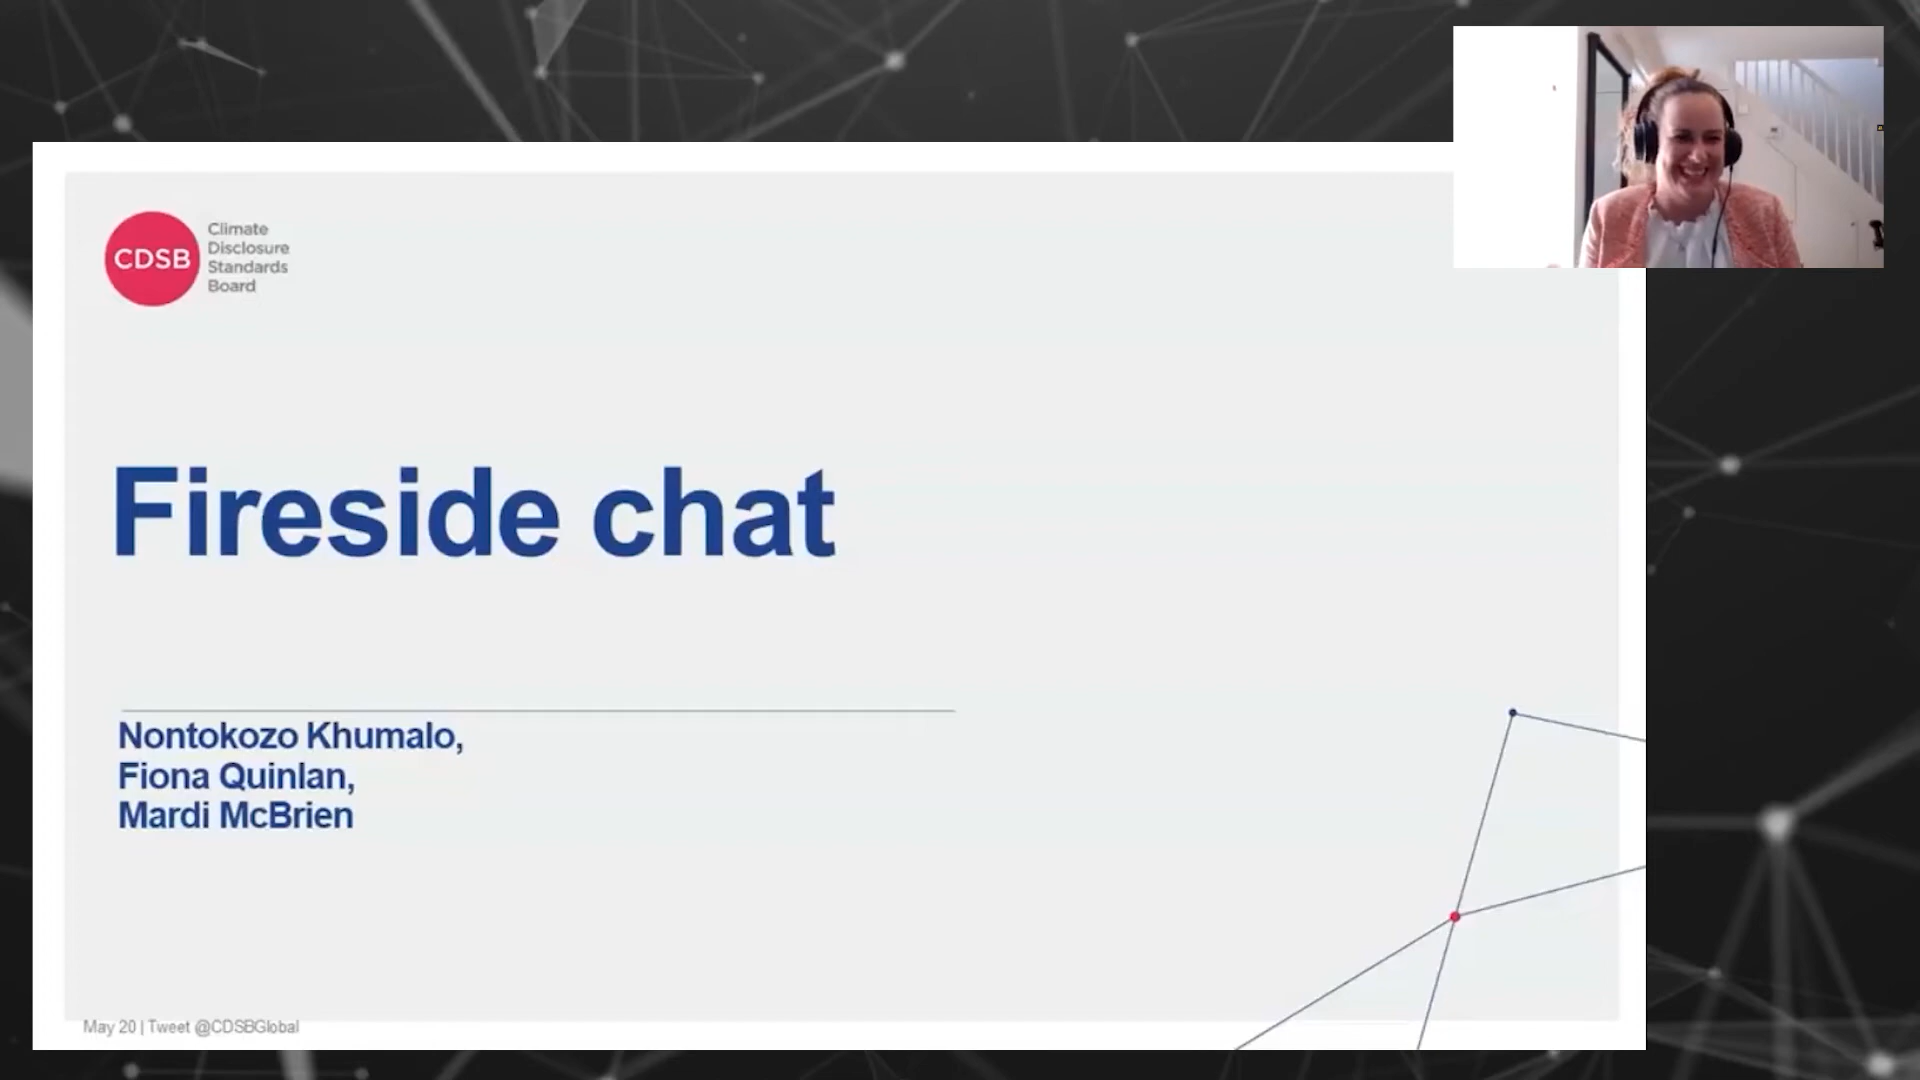 CDSB
Climate
Disclosure
Standards
Board
Fireside chat
Nontokozo Khumalo,
Fiona Quinlan,
Mardi McBrien
May 20 | Tweet @CDSBGlobal